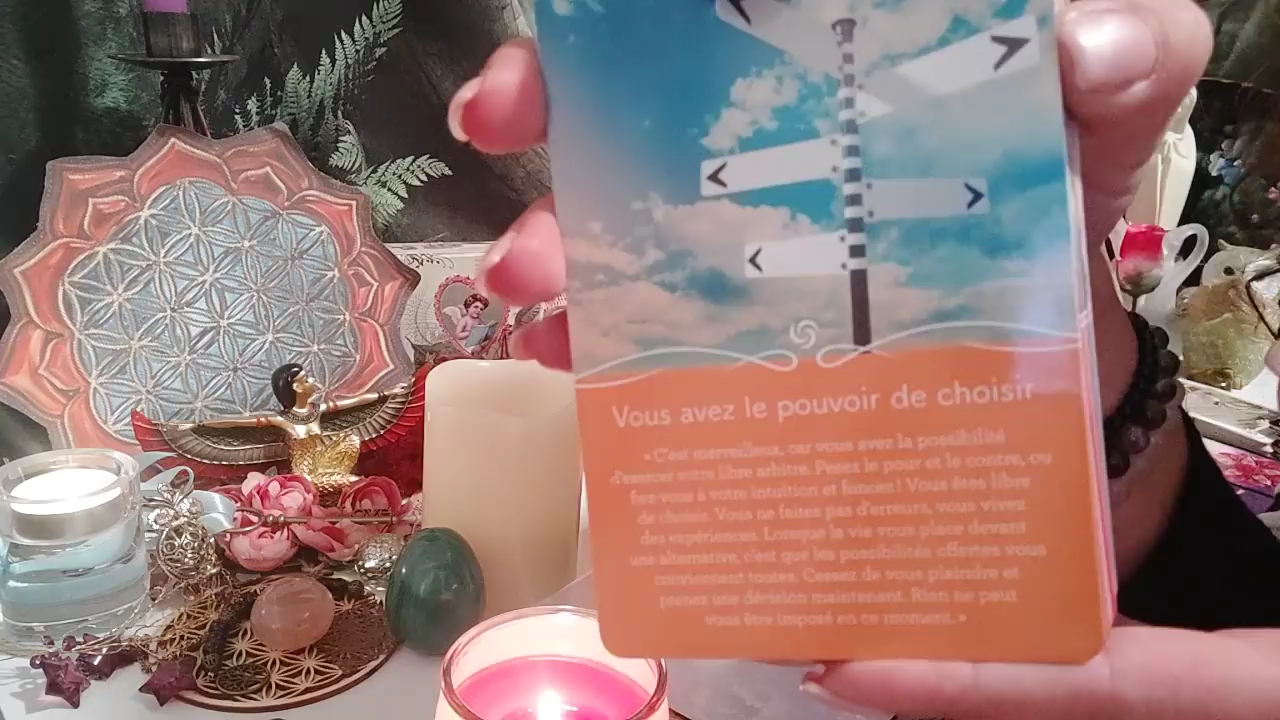 Vous avez le pouvoir de choisir
« C'est merveilleux, car vous avez la possibilité
d'exercer votre libre arbitre. Pesez le pour et le contre, ou
fiez-vous à votre intuition et foncez ! Vous êtes libre
de choisir. Vous ne faites pas d'erreurs, vous vivez
des expériences. Lorsque la vie vous place devant
une alternative, c'est que les possibilités offertes vous
conviennent toutes. Cessez de vous plaindre et
prenez une décision maintenant. Rien ne peut
vous être imposé en ce moment. »